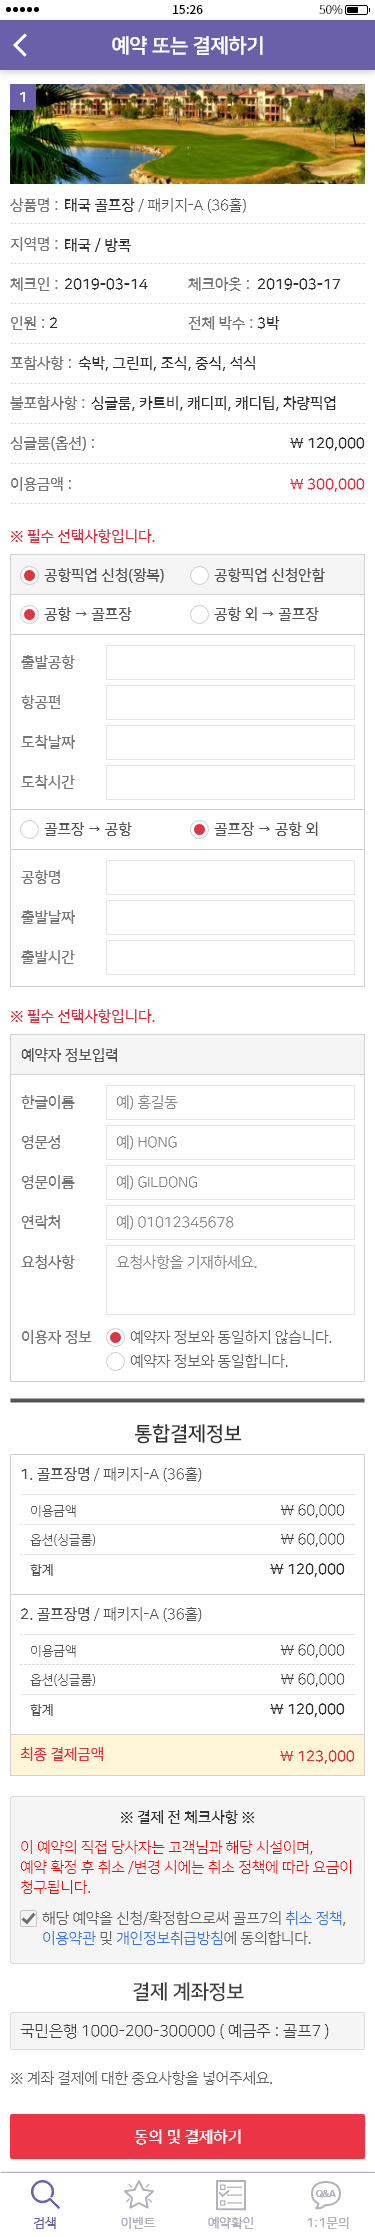 15:26
50%
예약 또는 결제하기
1
상품명 : 태국 골프장 / 패키지-A (36홀)
지역명 : 태국 / 방콕
체크인 : 2019-03-14 체크아웃 : 2019-03-17
인원 : 2 전체 박수 : 3박
포함사항 : 숙박, 그린피, 조식, 중식, 석식
불포함사항 : 싱글룸, 카트비, 캐디피, 캐디팁, 차량픽업
싱글룸(옵션) : ₩ 120,000
이용금액 : ₩ 300,000
※ 필수 선택사항입니다.
공항픽업 신청(왕복) 공항픽업 신청안함
공항 → 골프장 공항 외 → 골프장
출발공항
항공편
도착날짜
도착시간
골프장 → 공항 골프장 → 공항 외
공항명
출발날짜
출발시간
※ 필수 선택사항입니다.
예약자 정보입력
한글이름 예) 홍길동
영문성 예) HONG
영문이름 예) GILDONG
연락처 예) 01012345678
요청사항 요청사항을 기재하세요.
이용자 정보 예약자 정보와 동일하지 않습니다.
예약자 정보와 동일합니다.
통합결제정보
1. 골프장명 / 패키지-A (36홀)
이용금액 ₩ 60,000
옵션(싱글룸) ₩ 60,000
합계 ₩ 120,000
2. 골프장명 / 패키지-A (36홀)
이용금액 ₩ 60,000
옵션(싱글룸) ₩ 60,000
합계 ₩ 120,000
최종 결제금액 ₩ 123,000
※ 결제 전 체크사항 ※
이 예약의 직접 당사자는 고객님과 해당 시설이며,
예약 확정 후 취소 /변경 시에는 취소 정책에 따라 요금이
청구됩니다.
해당 예약을 신청/확정함으로써 골프7의 취소 정책,
이용약관 및 개인정보취급방침에 동의합니다.
결제 계좌정보
국민은행 1000-200-300000 ( 예금주 : 골프7 )
※ 계좌 결제에 대한 중요사항을 넣어주세요.
동의 및 결제하기
Q&A
검색 이벤트 예약확인 1:1문의